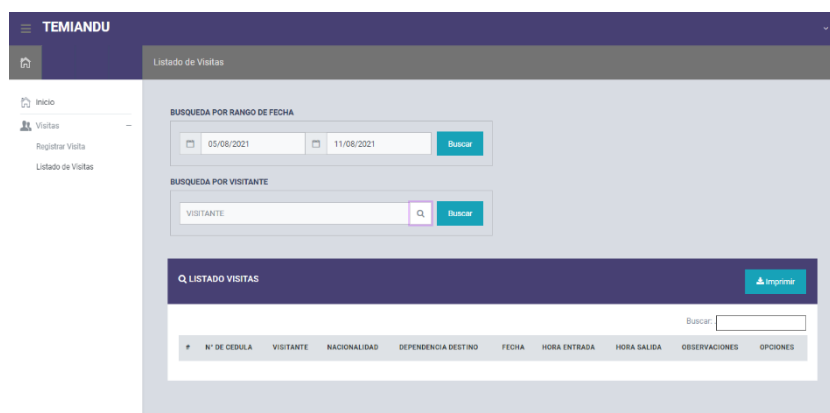 TEMIANDU
Listado de Visitas
Inicio
Visitas
Registrar Visita
Listado de Visitas
BUSQUEDA POR RANGO DE FECHA
05/08/2021 11/08/2021 Buscar
BUSQUEDA POR VISITANTE
VISITANTE Buscar
LISTADO VISITAS Imprimir
Buscar:
# N° DE CEDULA VISITANTE NACIONALIDAD DEPENDENCIA DESTINO FECHA HORA ENTRADA HORA SALIDA OBSERVACIONES OPCIONES